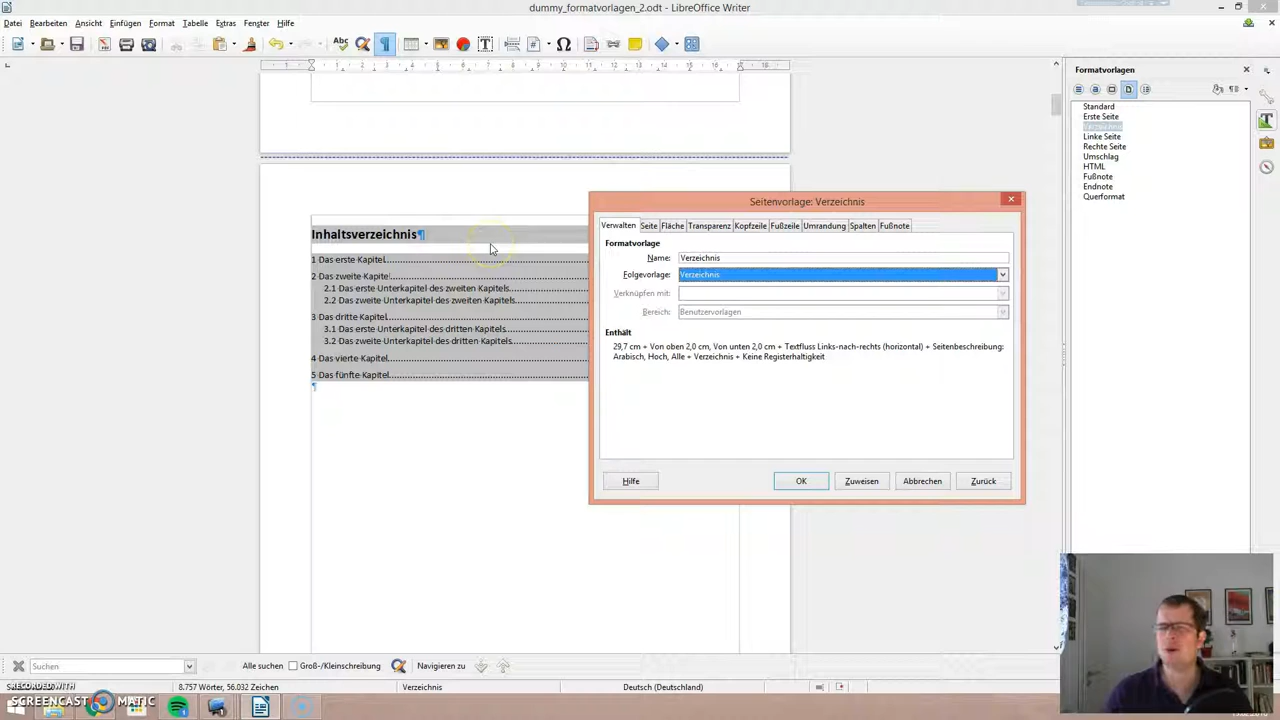 dummy_formatvorlagen_2.odt - LibreOffice Writer
Datei Bearbeiten Ansicht Einfügen Format Tabelle Extras Fenster Hilfe
Formatvorlagen
Standard
Erste Seite
Verzeichnis
Linke Seite
Rechte Seite
Umschlag
HTML
Fußnote
Endnote
Querformat
Inhaltsverzeichnis¶
1 Das erste Kapitel
2 Das zweite Kapitel
2.1 Das erste Unterkapitel des zweiten Kapitels
2.2 Das zweite Unterkapitel des zweiten Kapitels
3 Das dritte Kapitel
3.1 Das erste Unterkapitel des dritten Kapitels
3.2 Das zweite Unterkapitel des dritten Kapitels
4 Das vierte Kapitel
5 Das fünfte Kapitel
¶
Seitenvorlage: Verzeichnis
Verwalten Seite Fläche Transparenz Kopfzeile Fußzeile Umrandung Spalten Fußnote
Formatvorlage
Name: Verzeichnis
Folgevorlage: Verzeichnis
Verknüpfen mit:
Bereich: Benutzervorlagen
Enthält
29,7 cm + Von oben 2,0 cm, Von unten 2,0 cm + Textfluss Links-nach-rechts (horizontal) + Seitenbeschreibung:
Arabisch, Hoch, Alle + Verzeichnis + Keine Registerhaltigkeit
Hilfe OK Zuweisen Abbrechen Zurück
Suchen Alle suchen Groß-/Kleinschreibung Navigieren zu
8.757 Wörter, 56.032 Zeichen Verzeichnis Deutsch (Deutschland)
RECORDED WITH
SCREENCAST MATIC